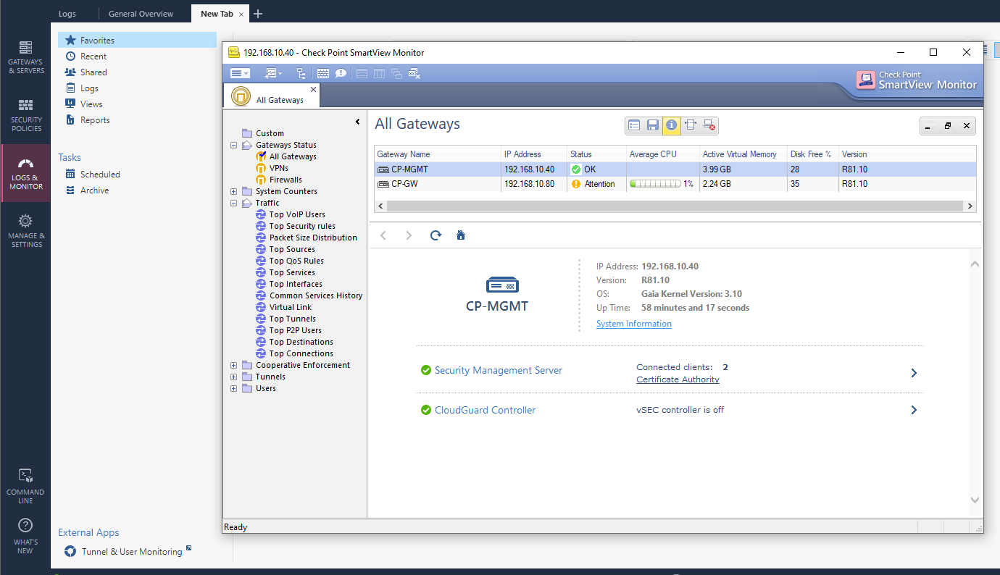 Logs
General Overview
New Tab
GATEWAYS
& SERVERS
SECURITY
POLICIES
LOGS &
MONITOR
MANAGE &
SETTINGS
COMMAND
LINE
WHAT'S
NEW
Favorites
Recent
Shared
Logs
Views
Reports
Tasks
Scheduled
Archive
External Apps
Tunnel & User Monitoring
192.168.10.40 - Check Point SmartView Monitor
Check Point
SmartView Monitor
All Gateways
Custom
Gateways Status
All Gateways
VPNs
Firewalls
System Counters
Traffic
Top VoIP Users
Top Security rules
Packet Size Distribution
Top Sources
Top QoS Rules
Top Services
Top Interfaces
Common Services History
Virtual Link
Top Tunnels
Top P2P Users
Top Destinations
Top Connections
Cooperative Enforcement
Tunnels
Users
All Gateways
Gateway Name IP Address Status Average CPU Active Virtual Memory Disk Free % Version
CP-MGMT 192.168.10.40 OK 3.99 GB 28 R81.10
CP-GW 192.168.10.80 Attention 1% 2.24 GB 35 R81.10
CP-MGMT
IP Address: 192.168.10.40
Version: R81.10
OS: Gaia Kernel Version: 3.10
Up Time: 58 minutes and 17 seconds
System Information
Security Management Server
Connected clients: 2
Certificate Authority
CloudGuard Controller
vSEC controller is off
Ready